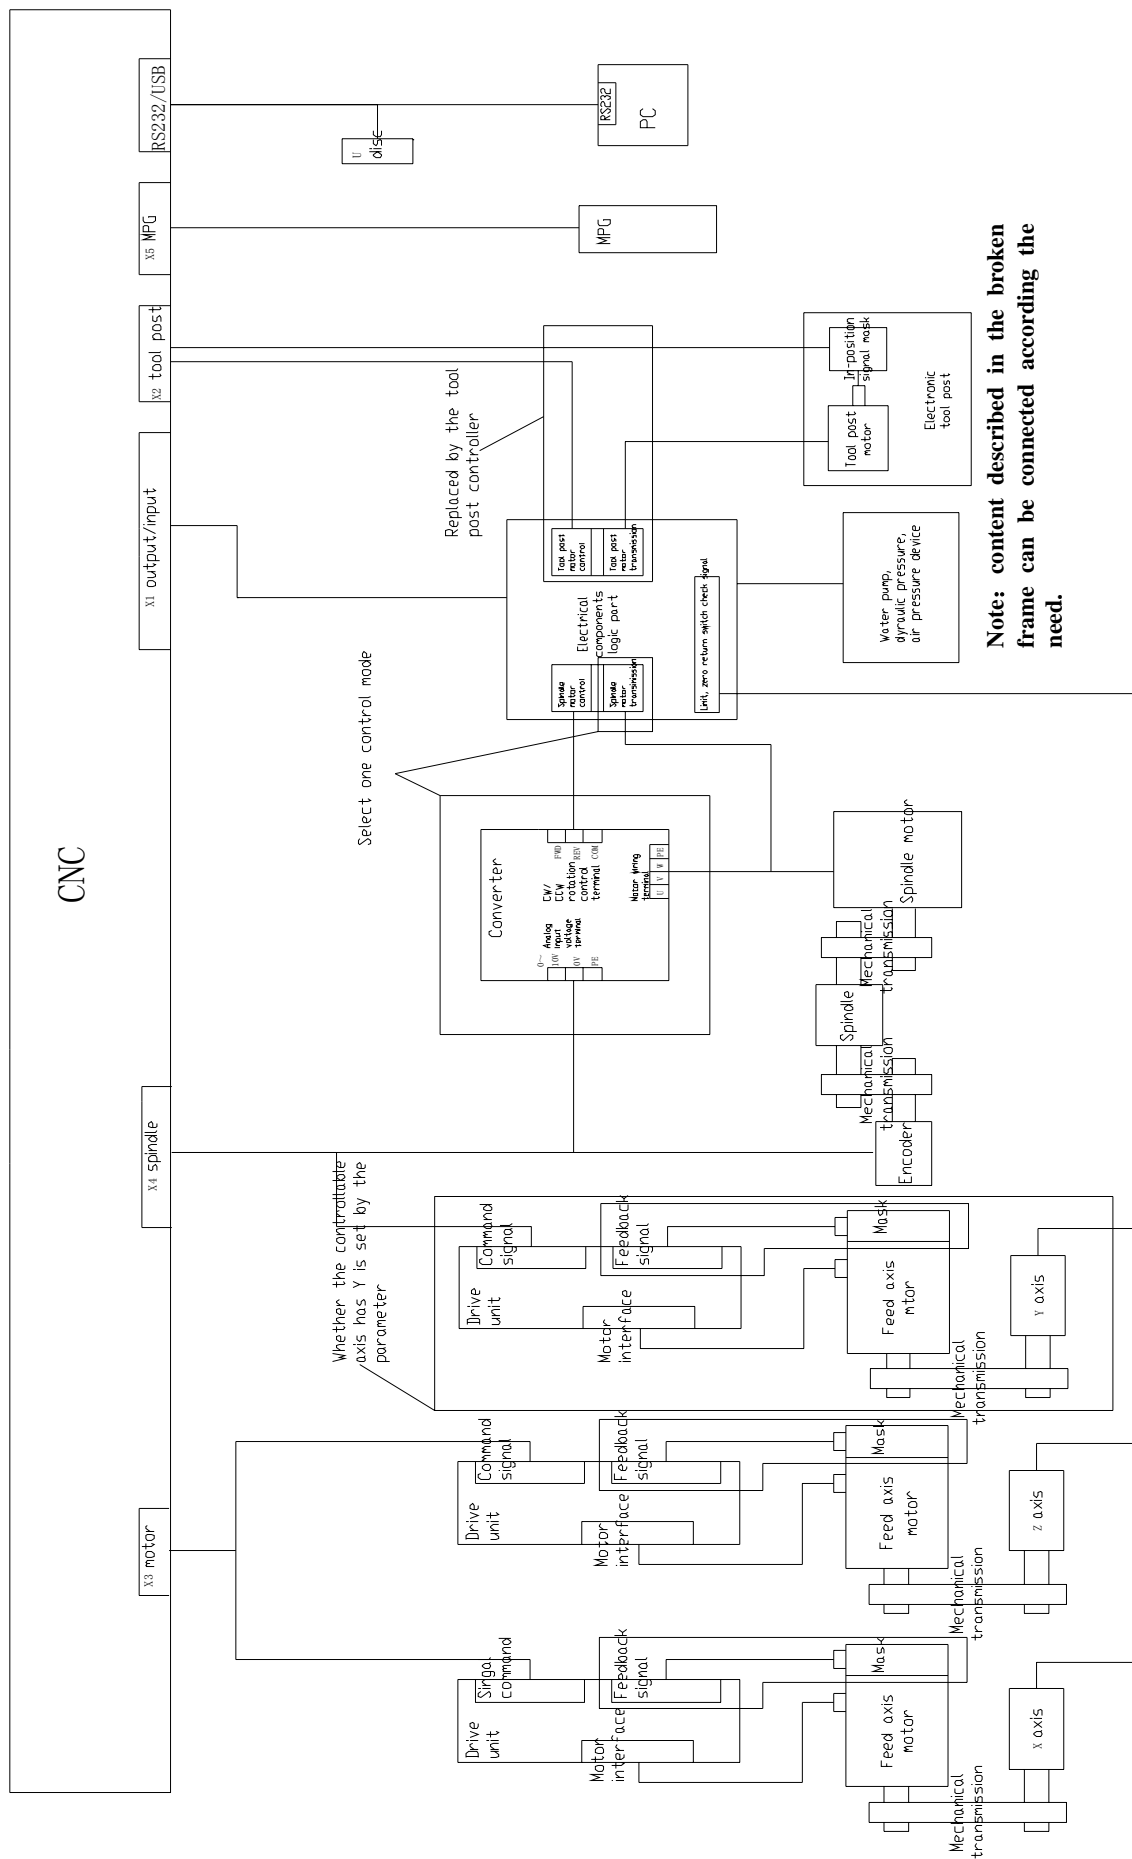 CNC
RS232/USB
X5 MPG
X2 tool post
X1 output/input
X4 spindle
X3 motor
U
disc
RS232
PC
MPG
Replaced by the tool
post controller
In-position
signal mask
Tool post
motor
Electronic
tool post
Tool post
motor
control
Tool post
motor
transmission
Electrical
components
logic part
Limit, zero return switch check signal
Spindle
motor
control
Spindle
motor
transmission
Water pump,
dyraulic pressure,
air pressure device
Note: content described in the broken
frame can be connected according the
need.
Select one control mode
Converter
CW/
CCW
rotation
control
terminal
FWD
REV
COM
Analog
input
voltage
terminal
0~
10V
0V
PE
Motor wiring
terminal
U V W PE
Spindle motor
Mechanical
transmission
Spindle
Mechanical
transmission
Encoder
Whether the controllable
axis has Y is set by the
parameter
Command
signal
Feedback
signal
Drive
unit
Motor
interface
Mask
Feed axis
mtor
Y axis
Mechanical
transmission
Command
signal
Feedback
signal
Drive
unit
Motor
interface
Mask
Feed axis
motor
Z axis
Mechanical
transmission
Singal
command
Feedback
signal
Drive
unit
Motor
interface
Mask
Feed axis
motor
X axis
Mechanical
transmission